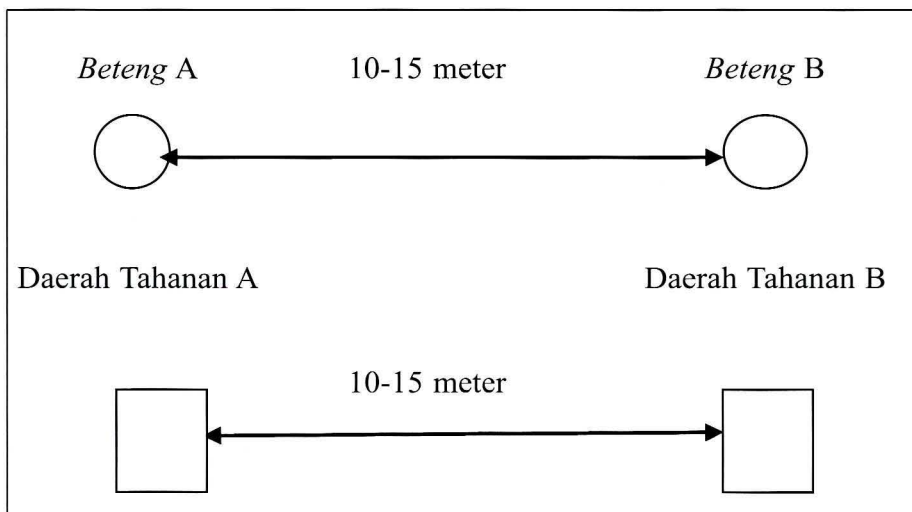 Beteng A 10-15 meter Beteng B
Daerah Tahanan A Daerah Tahanan B
10-15 meter